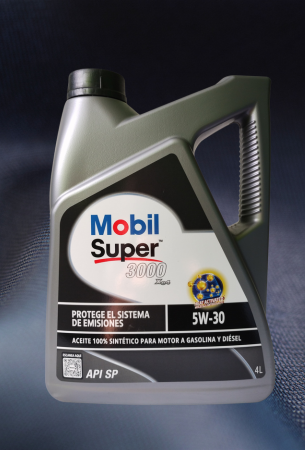 Mobil
Super™
3000
PROTEGE EL SISTEMA
DE EMISIONES
5W-30
ACEITE 100% SINTÉTICO PARA MOTOR A GASOLINA Y DIÉSEL
API SP
4L